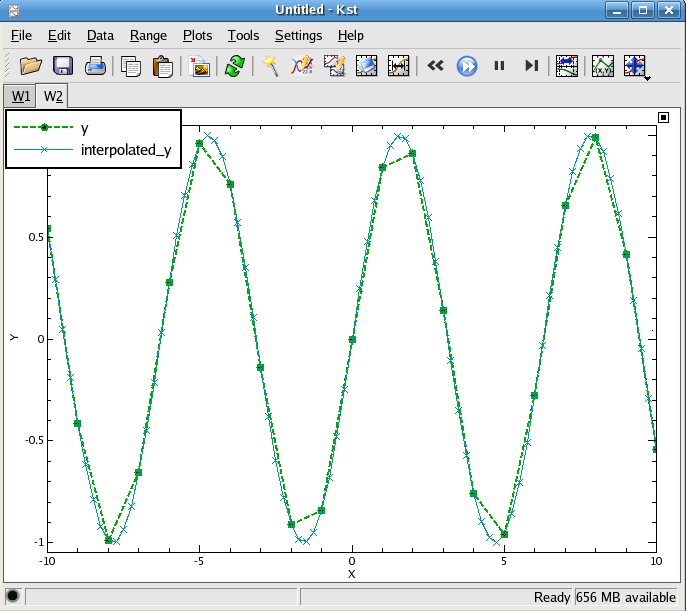 Untitled - Kst
File Edit Data Range Plots Tools Settings Help
W1 W2
y
interpolated_y
0.5
0
-0.5
-1
Y
-10 -5 0 5 10
X
Ready 656 MB available